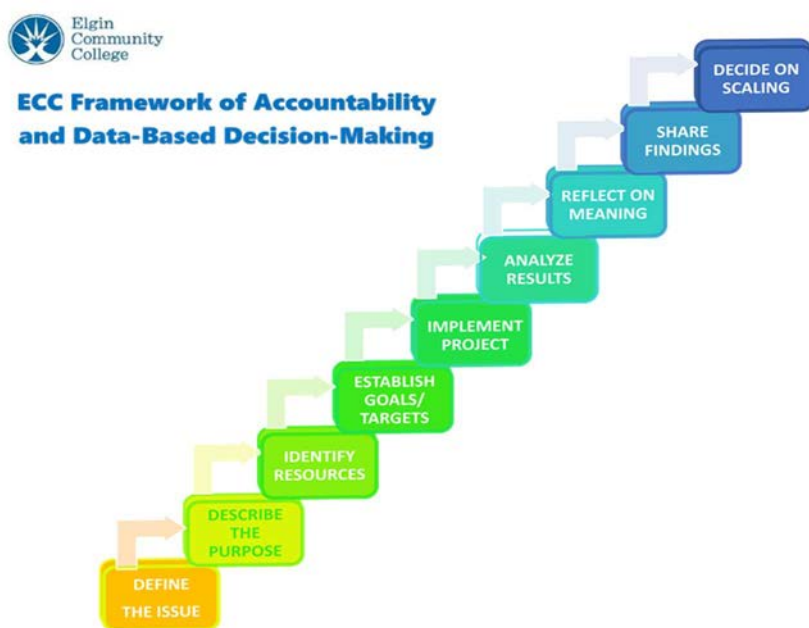 Elgin
Community
College
ECC Framework of Accountability
and Data-Based Decision-Making
DECIDE ON
SCALING
SHARE
FINDINGS
REFLECT ON
MEANING
ANALYZE
RESULTS
IMPLEMENT
PROJECT
ESTABLISH
GOALS/
TARGETS
IDENTIFY
RESOURCES
DESCRIBE
THE
PURPOSE
DEFINE
THE ISSUE